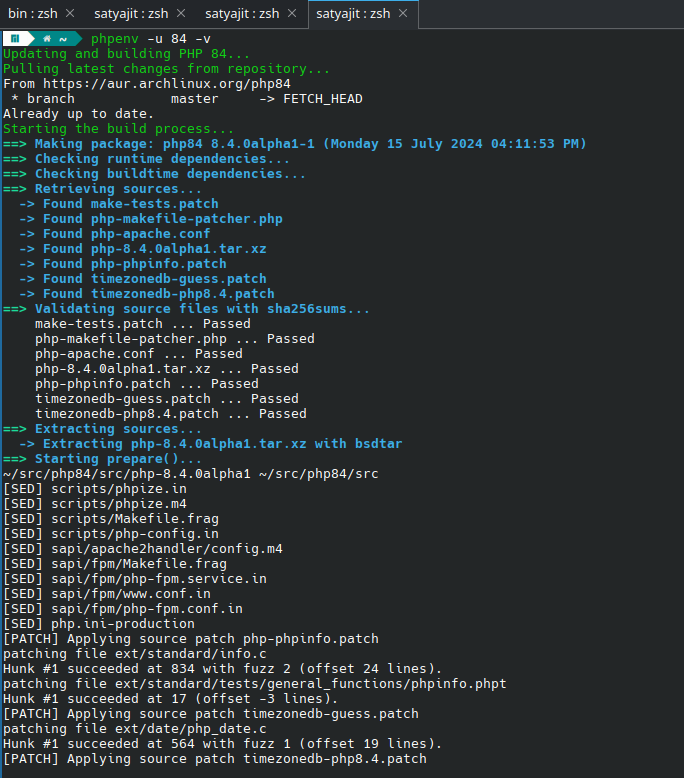 bin : zsh satyajit : zsh satyajit : zsh satyajit : zsh
~ phpenv -u 84 -v
Updating and building PHP 84...
Pulling latest changes from repository...
From https://aur.archlinux.org/php84
 * branch            master     -> FETCH_HEAD
Already up to date.
Starting the build process...
==> Making package: php84 8.4.0alpha1-1 (Monday 15 July 2024 04:11:53 PM)
==> Checking runtime dependencies...
==> Checking buildtime dependencies...
==> Retrieving sources...
  -> Found make-tests.patch
  -> Found php-makefile-patcher.php
  -> Found php-apache.conf
  -> Found php-8.4.0alpha1.tar.xz
  -> Found php-phpinfo.patch
  -> Found timezonedb-guess.patch
  -> Found timezonedb-php8.4.patch
==> Validating source files with sha256sums...
    make-tests.patch ... Passed
    php-makefile-patcher.php ... Passed
    php-apache.conf ... Passed
    php-8.4.0alpha1.tar.xz ... Passed
    php-phpinfo.patch ... Passed
    timezonedb-guess.patch ... Passed
    timezonedb-php8.4.patch ... Passed
==> Extracting sources...
  -> Extracting php-8.4.0alpha1.tar.xz with bsdtar
==> Starting prepare()...
~/src/php84/src/php-8.4.0alpha1 ~/src/php84/src
[SED] scripts/phpize.in
[SED] scripts/phpize.m4
[SED] scripts/Makefile.frag
[SED] scripts/php-config.in
[SED] sapi/apache2handler/config.m4
[SED] sapi/fpm/Makefile.frag
[SED] sapi/fpm/php-fpm.service.in
[SED] sapi/fpm/www.conf.in
[SED] sapi/fpm/php-fpm.conf.in
[SED] php.ini-production
[PATCH] Applying source patch php-phpinfo.patch
patching file ext/standard/info.c
Hunk #1 succeeded at 834 with fuzz 2 (offset 24 lines).
patching file ext/standard/tests/general_functions/phpinfo.phpt
Hunk #1 succeeded at 17 (offset -3 lines).
[PATCH] Applying source patch timezonedb-guess.patch
patching file ext/date/php_date.c
Hunk #1 succeeded at 564 with fuzz 1 (offset 19 lines).
[PATCH] Applying source patch timezonedb-php8.4.patch